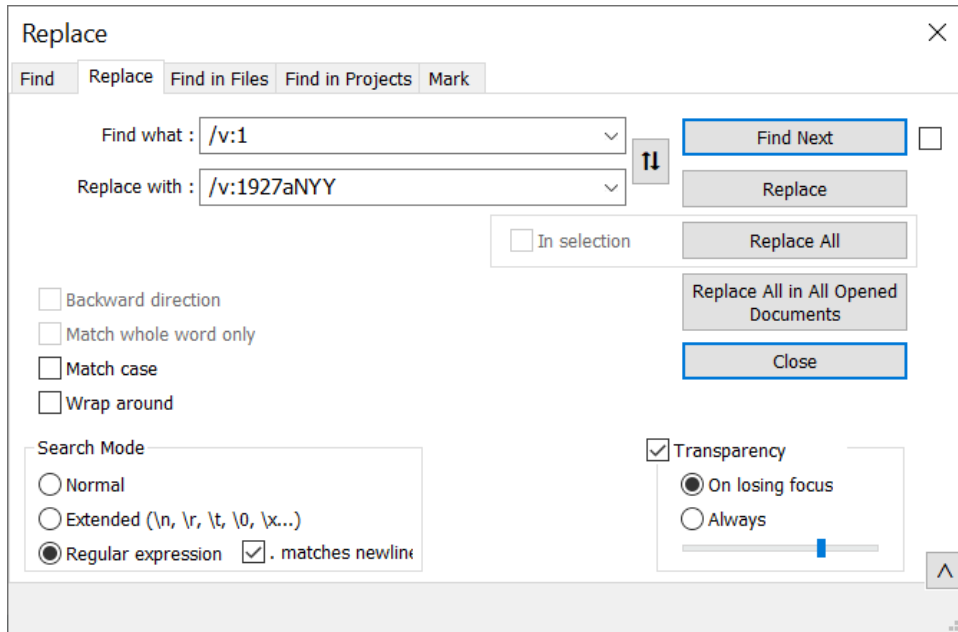 Replace
Find Replace Find in Files Find in Projects Mark
Find what : /v:1 Find Next
Replace with : /v:1927aNYY Replace
In selection Replace All
Backward direction Replace All in All Opened Documents
Match whole word only
Match case Close
Wrap around
Search Mode Transparency
Normal On losing focus
Extended (\n, \r, \t, \0, \x...) Always
Regular expression . matches newline